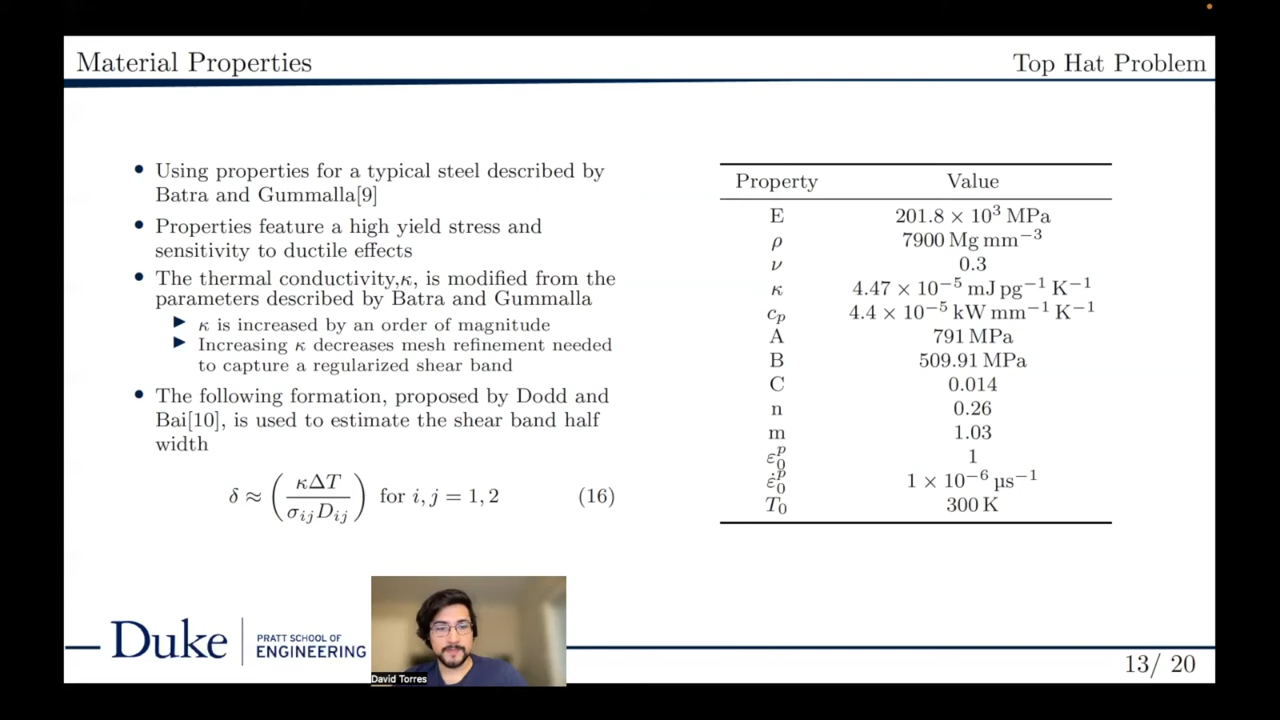 Material Properties
Top Hat Problem
• Using properties for a typical steel described by
Batra and Gummalla[9]
• Properties feature a high yield stress and
sensitivity to ductile effects
• The thermal conductivity,κ, is modified from the
parameters described by Batra and Gummalla
▶ κ is increased by an order of magnitude
▶ Increasing κ decreases mesh refinement needed
to capture a regularized shear band
• The following formation, proposed by Dodd and
Bai[10], is used to estimate the shear band half
width
δ ≈ (κΔT / σij Dij) for i, j = 1, 2 (16)
Property Value
E 201.8 × 10³ MPa
ρ 7900 Mg mm⁻³
ν 0.3
κ 4.47 × 10⁻⁵ mJ pg⁻¹ K⁻¹
cp 4.4 × 10⁻⁵ kW mm⁻¹ K⁻¹
A 791 MPa
B 509.91 MPa
C 0.014
n 0.26
m 1.03
ε₀ᵖ 1
ε̇₀ᵖ 1 × 10⁻⁶ µs⁻¹
T₀ 300 K
Duke
PRATT SCHOOL OF
ENGINEERING
David Torres
13/ 20